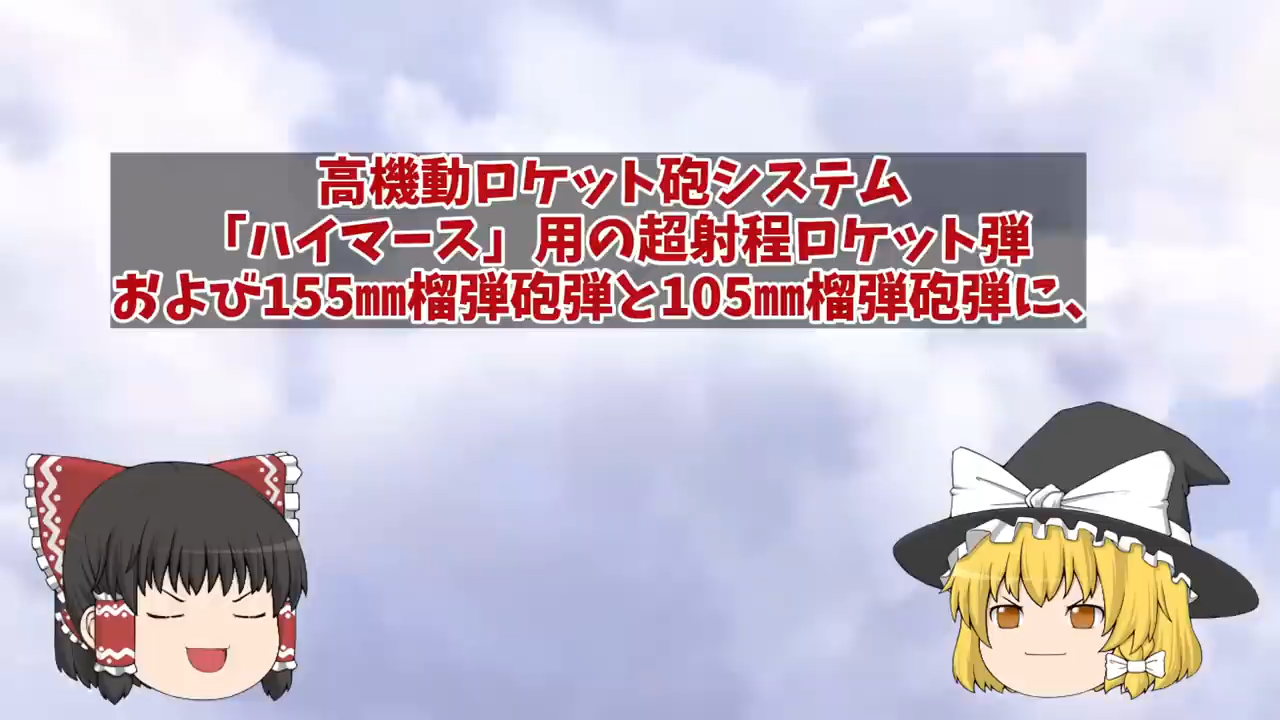 高機動ロケット砲システム
「ハイマース」用の超射程ロケット弾
および155㎜榴弾砲弾と105㎜榴弾砲弾に、